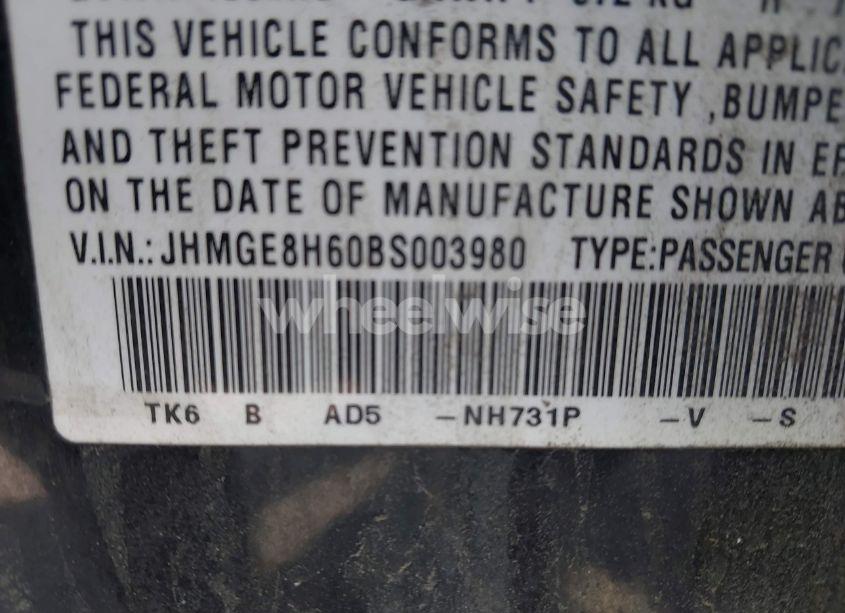 THIS VEHICLE CONFORMS TO ALL APPLIC
FEDERAL MOTOR VEHICLE SAFETY ,BUMPE
AND THEFT PREVENTION STANDARDS IN EF
ON THE DATE OF MANUFACTURE SHOWN AB
V.I.N.: JHMGE8H60BS003980 TYPE:PASSENGER
wheelwise
TK6 B AD5 -NH731P -V -S